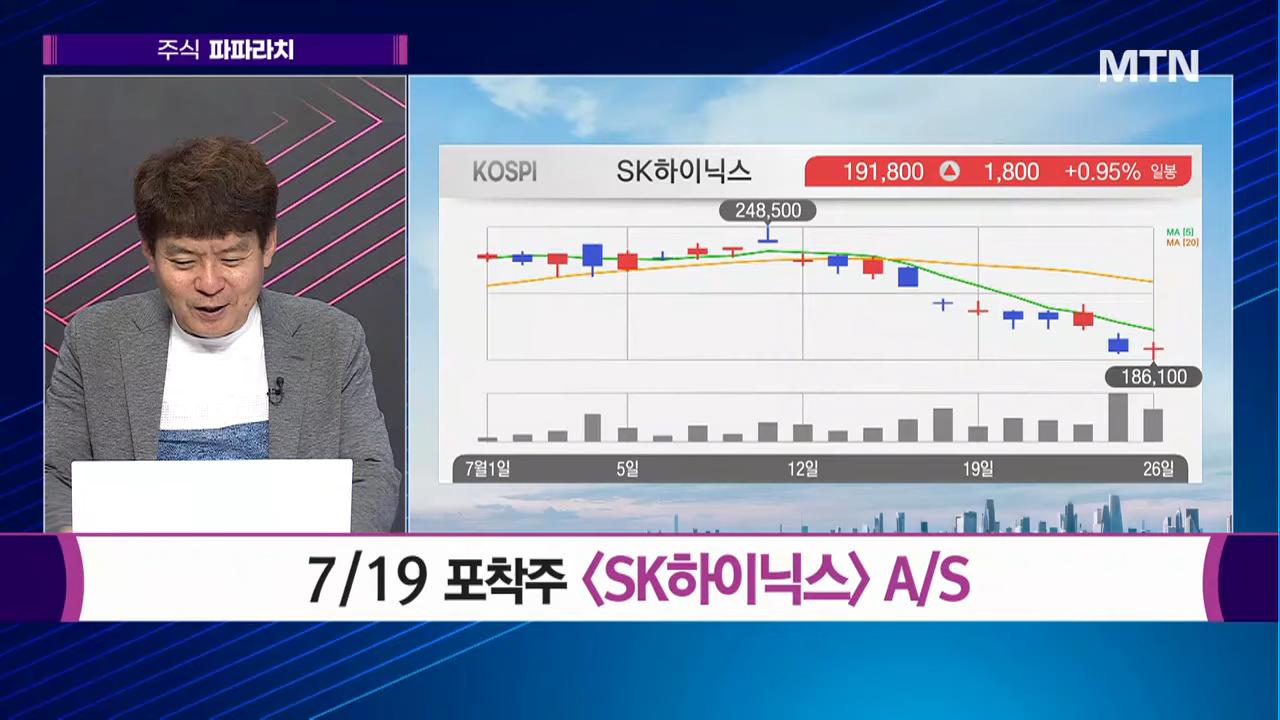 주식 파파라치
MTN
KOSPI SK하이닉스 191,800 1,800 +0.95% 일봉
248,500
MA [5]
MA [20]
186,100
7월1일 5일 12일 19일 26일
7/19 포착주 〈SK하이닉스〉 A/S